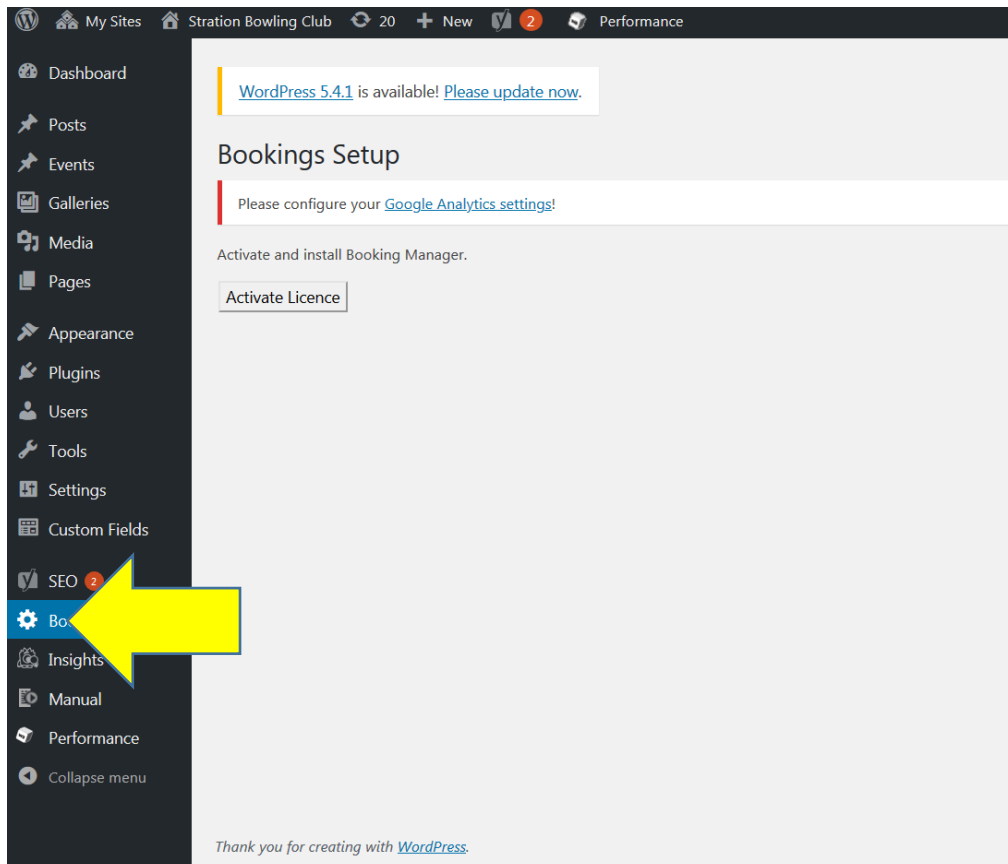 My Sites Stration Bowling Club 20 New 2 Performance
Dashboard
Posts
Events
Galleries
Media
Pages
Appearance
Plugins
Users
Tools
Settings
Custom Fields
SEO 2
Insights
Manual
Performance
Collapse menu
WordPress 5.4.1 is available! Please update now.
Bookings Setup
Please configure your Google Analytics settings!
Activate and install Booking Manager.
Activate Licence
Thank you for creating with WordPress.